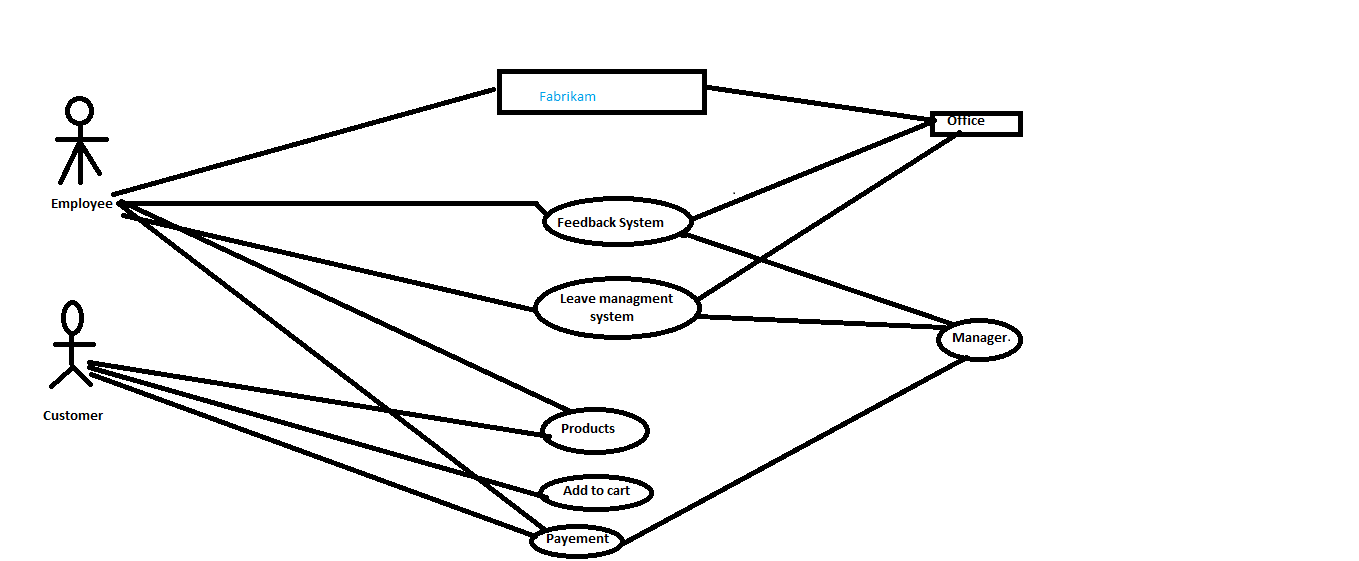 Fabrikam
Office
Employee
Feedback System
Leave managment
system
Manager.
Customer
Products
Add to cart
Payement